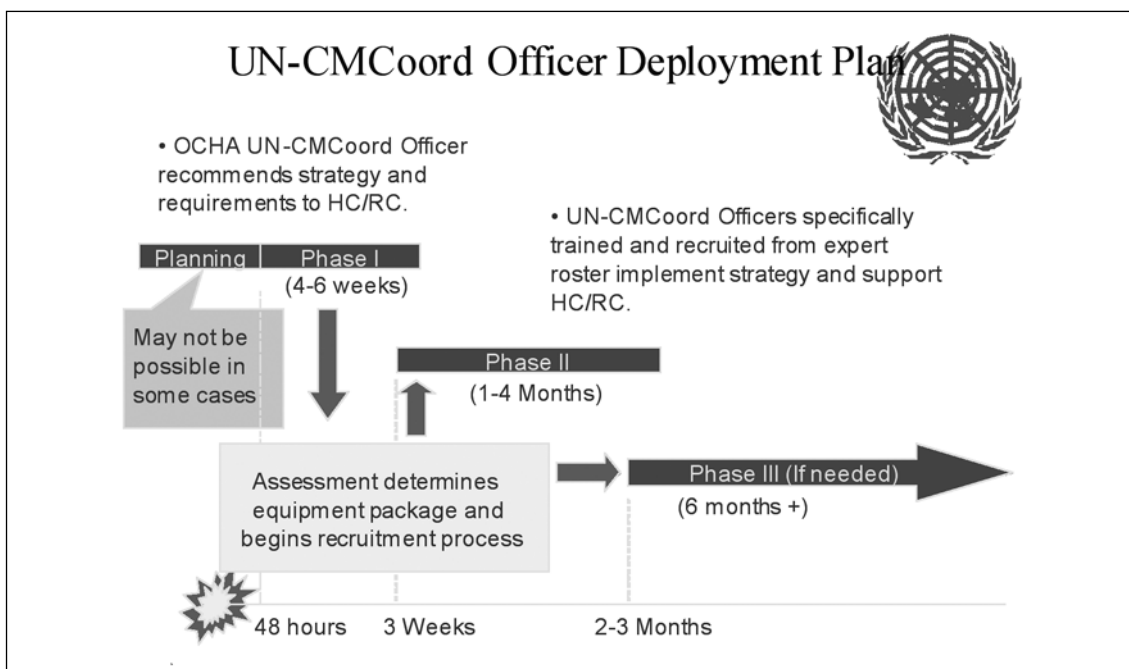 UN-CMCoord Officer Deployment Plan
• OCHA UN-CMCoord Officer
recommends strategy and
requirements to HC/RC.
• UN-CMCoord Officers specifically
trained and recruited from expert
roster implement strategy and support
HC/RC.
Planning
Phase I
(4-6 weeks)
May not be
possible in
some cases
Phase II
(1-4 Months)
Assessment determines
equipment package and
begins recruitment process
Phase III (If needed)
(6 months +)
48 hours
3 Weeks
2-3 Months